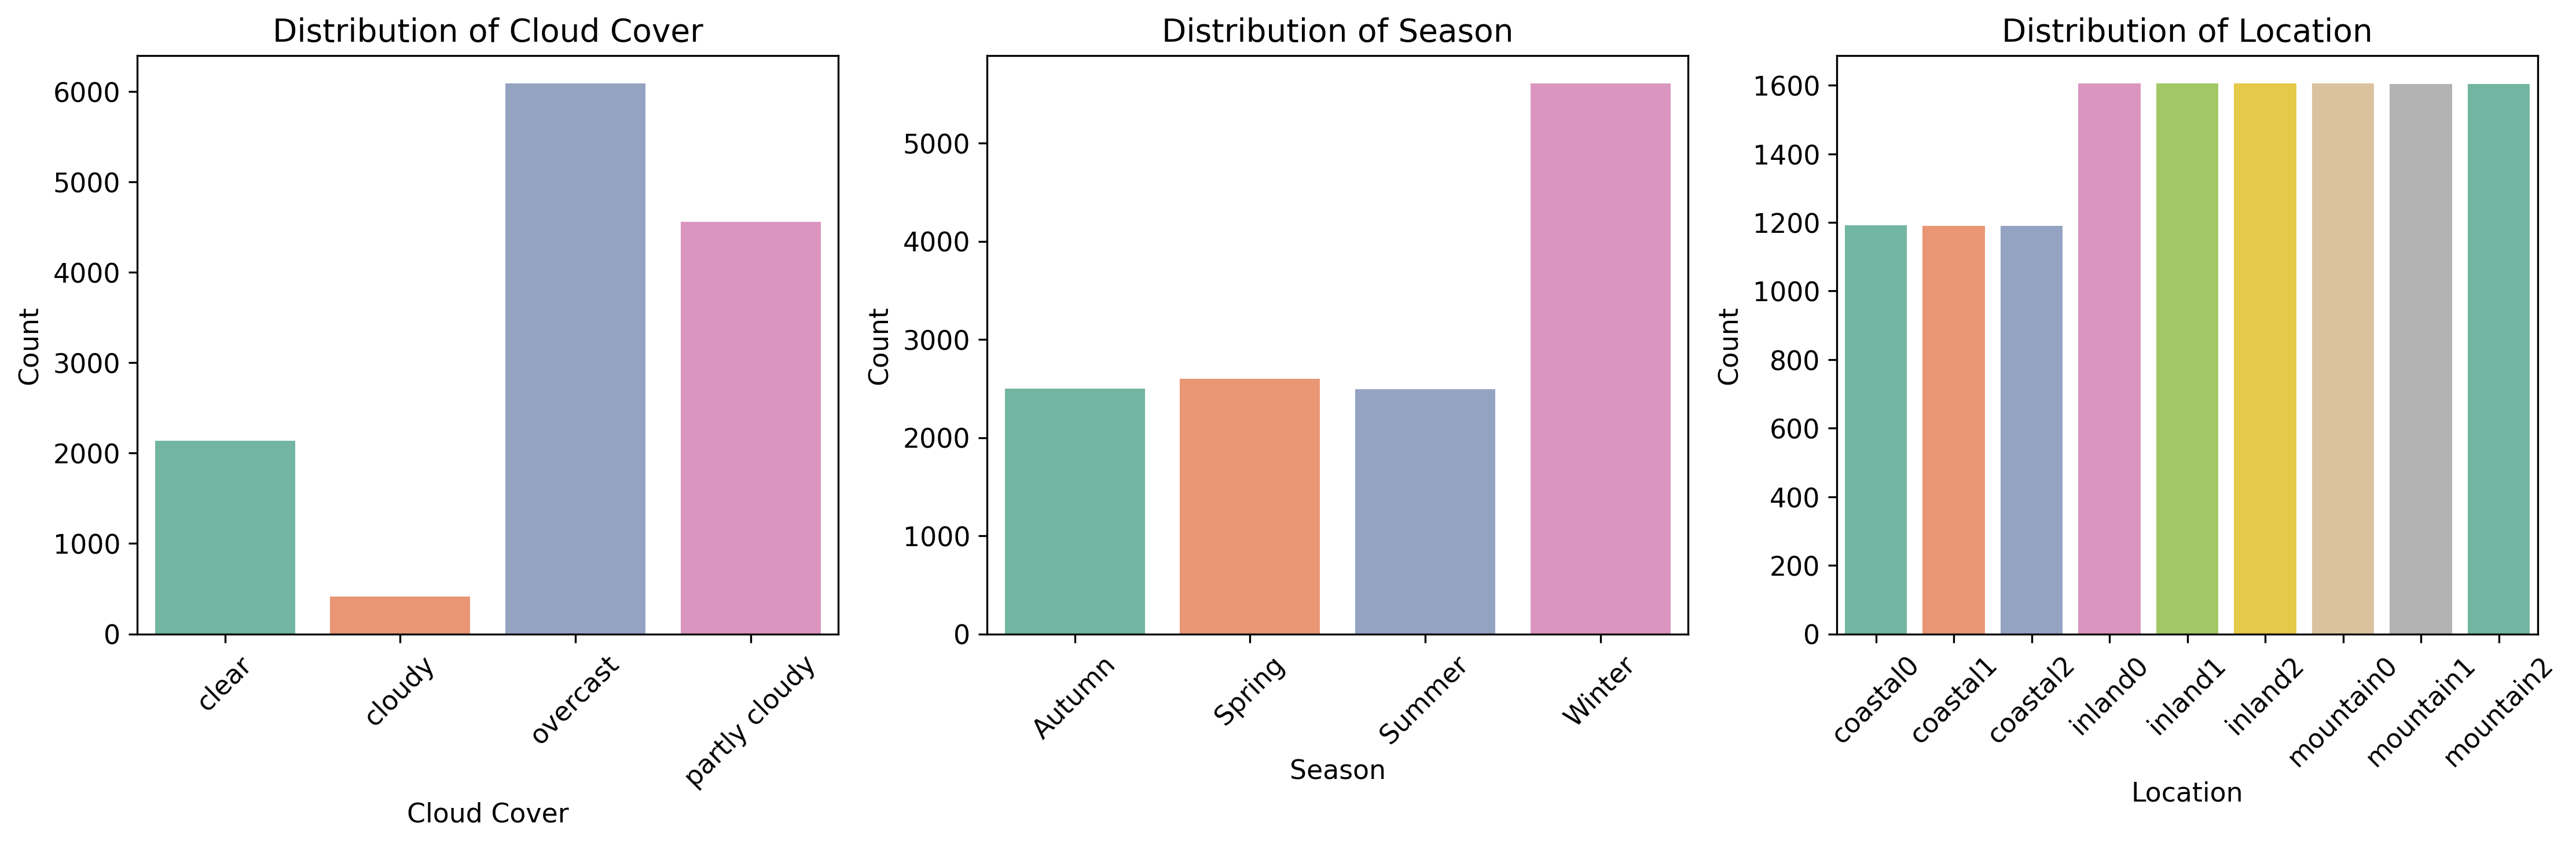 Distribution of Cloud Cover
6000
5000
4000
3000
2000
1000
0
Count
clear
cloudy
overcast
partly cloudy
Cloud Cover
Distribution of Season
5000
4000
3000
2000
1000
0
Count
Autumn
Spring
Summer
Winter
Season
Distribution of Location
1600
1400
1200
1000
800
600
400
200
0
Count
coastal0
coastal1
coastal2
inland0
inland1
inland2
mountain0
mountain1
mountain2
Location